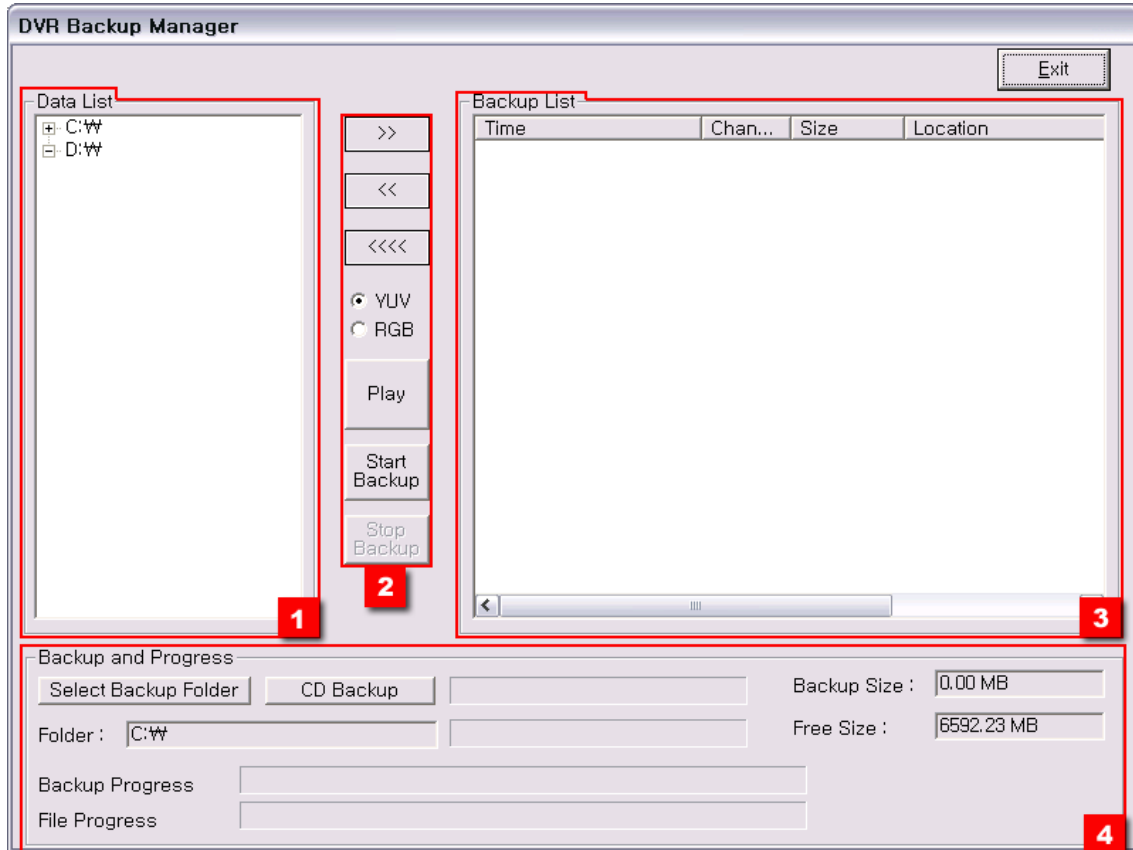 DVR Backup Manager
Exit
Data List
C:₩
D:₩
1
>>
<<
<<<<
YUV
RGB
Play
Start
Backup
Stop
Backup
2
Backup List
Time Chan... Size Location
3
Backup and Progress
Select Backup Folder CD Backup Backup Size : 0.00 MB
Folder : C:₩ Free Size : 6592.23 MB
Backup Progress
File Progress
4